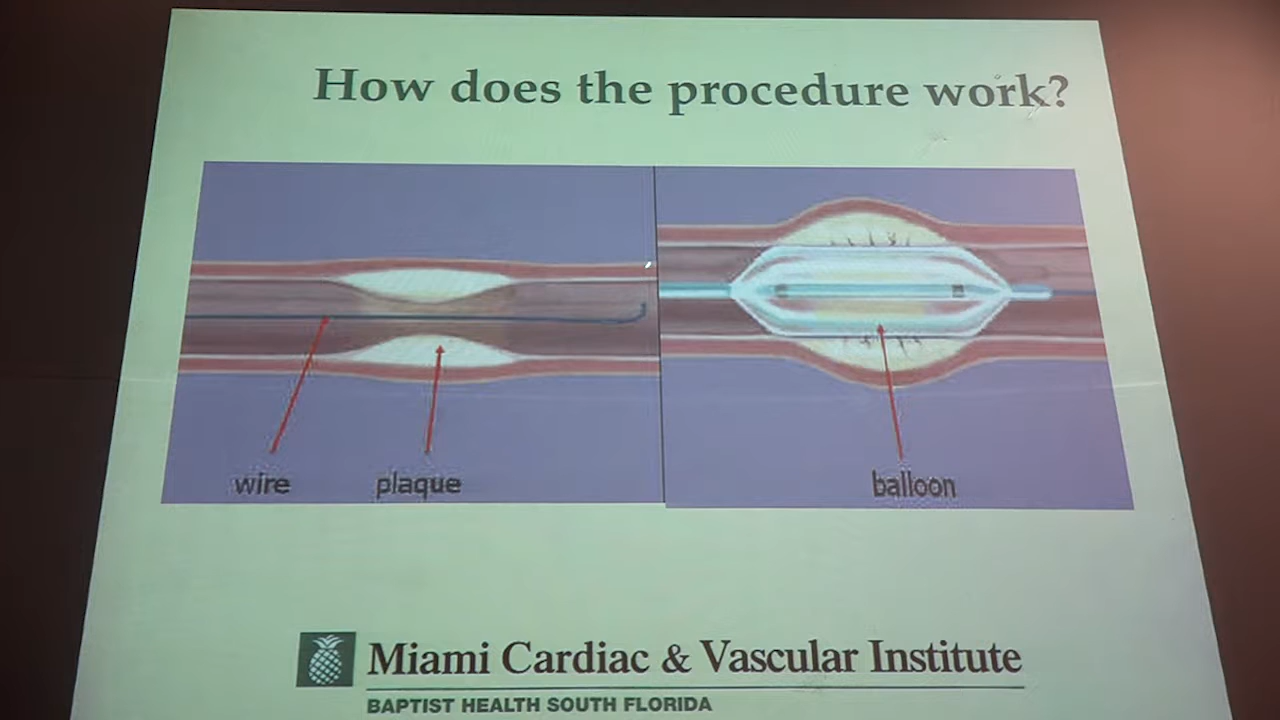 How does the procedure work?
wire
plaque
balloon
Miami Cardiac & Vascular Institute
BAPTIST HEALTH SOUTH FLORIDA